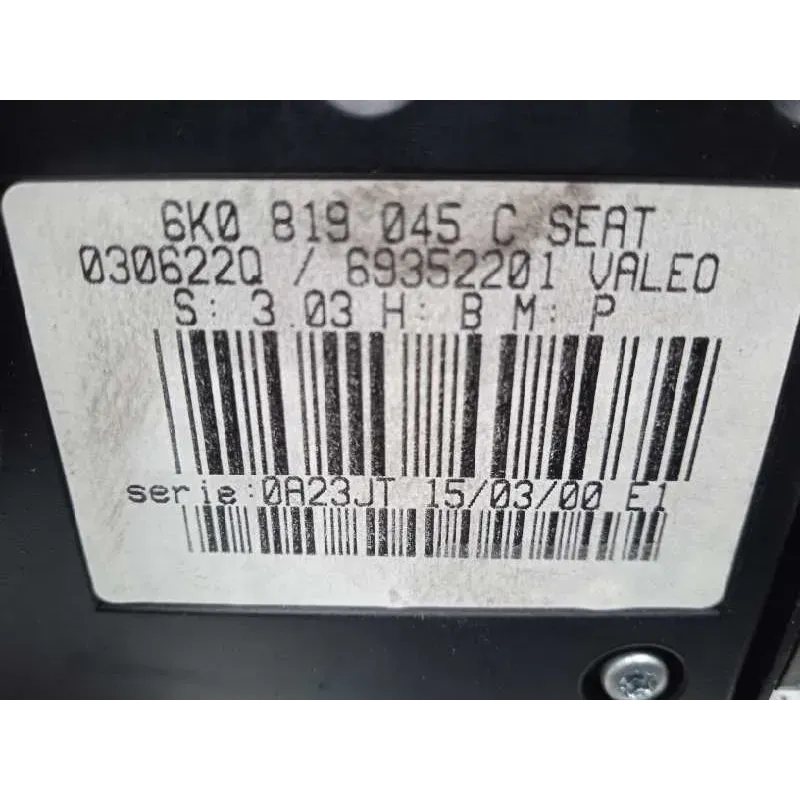 6K0 819 045 C SEAT
030622Q / 69352201 VALEO
S: 3.03 H: B M: P
serie:0A23JT 15/03/00 E1